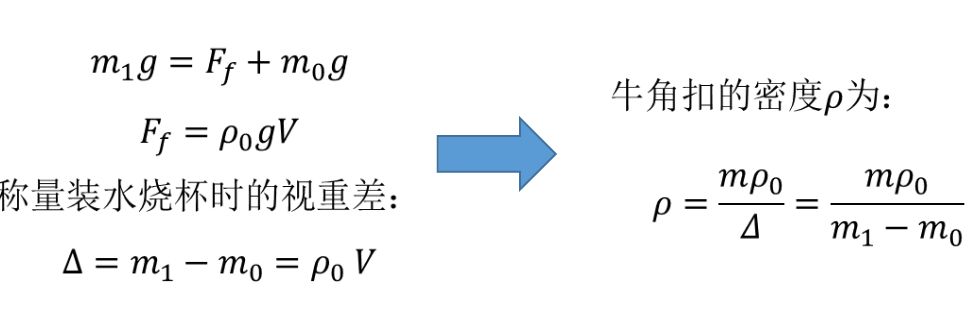 m₁g = F_f + m₀g
F_f = ρ₀gV
称量装水烧杯时的视重差：
Δ = m₁ − m₀ = ρ₀ V
牛角扣的密度ρ为：
ρ = mρ₀/Δ = mρ₀/(m₁ − m₀)